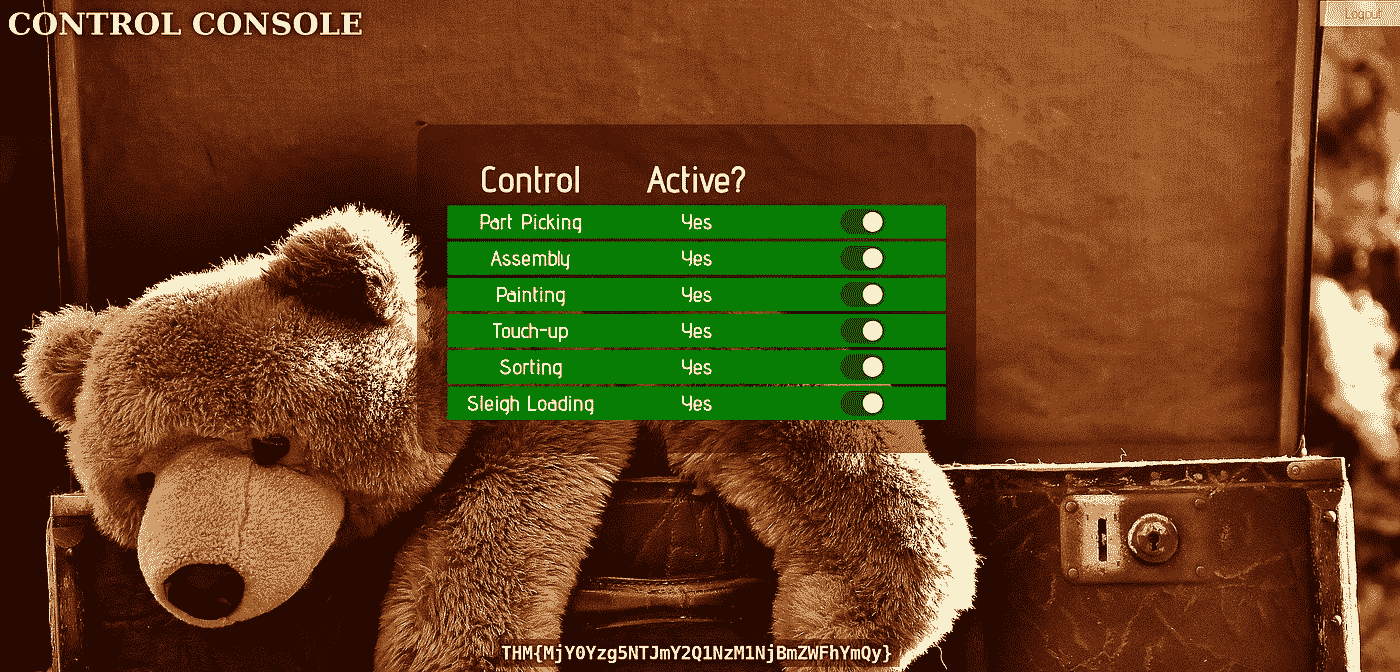 CONTROL CONSOLE
Logout
Control Active?
Part Picking Yes
Assembly Yes
Painting Yes
Touch-up Yes
Sorting Yes
Sleigh Loading Yes
THM{MjY0Yzg5NTJmY2Q1NzM1NjBmZWFhYmQy}